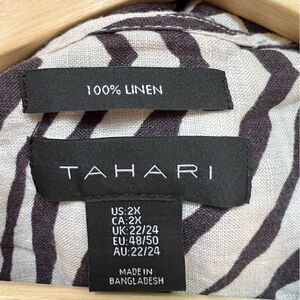 100% LINEN
TAHARI
US: 2X
CA: 2X
UK: 22/24
EU: 48/50
AU: 22/24
MADE IN
BANGLADESH